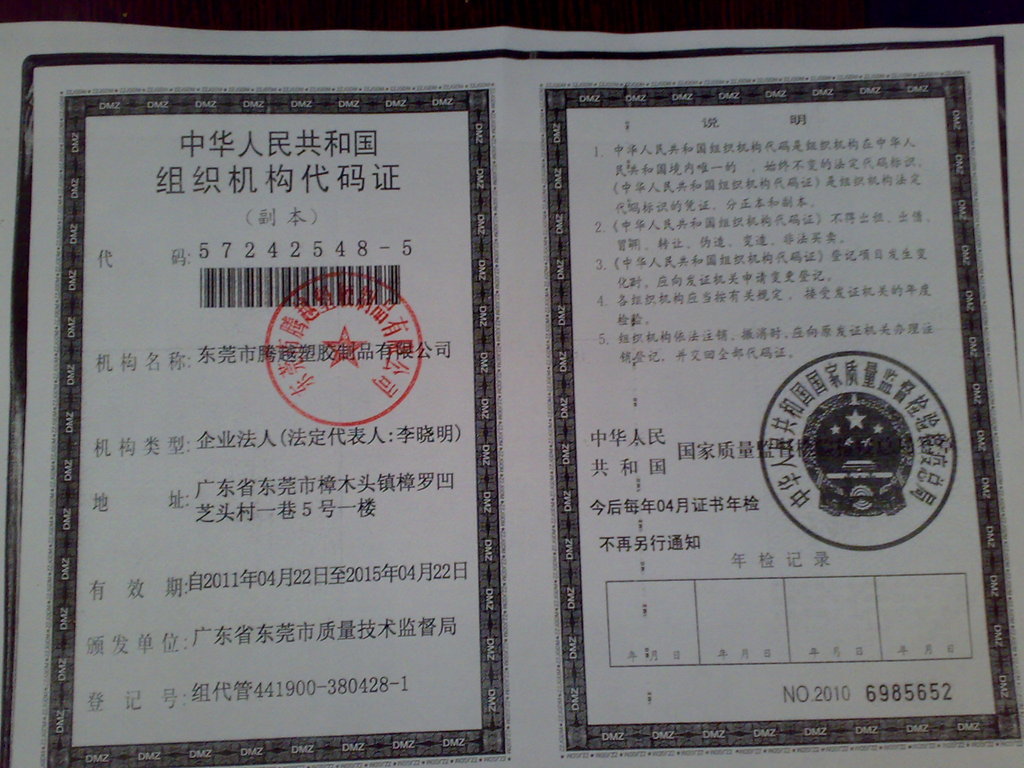 中华人民共和国
组织机构代码证
(副本)
代 码: 57242548-5
机构名称: 东莞市腾越塑胶制品有限公司
机构类型: 企业法人(法定代表人:李晓明)
地 址: 广东省东莞市樟木头镇樟罗凹
芝头村一巷5号一楼
有 效 期: 自2011年04月22日至2015年04月22日
颁发单位: 广东省东莞市质量技术监督局
登 记 号: 组代管441900-380428-1
说 明
1. 中华人民共和国组织机构代码是组织机构在中华人
民共和国境内唯一的 、始终不变的法定代码标识,
《中华人民共和国组织机构代码证》是组织机构法定
代码标识的凭证,分正本和副本。
2.《中华人民共和国组织机构代码证》不得出租、出借、
冒用、转让、伪造、变造、非法买卖。
3.《中华人民共和国组织机构代码证》登记项目发生变
化时,应向发证机关申请变更登记。
4. 各组织机构应当按有关规定 ,接受发证机关的年度
检验。
5. 组织机构依法注销、撤消时,应向原发证机关办理注
销登记,并交回全部代码证。
中华人民
共 和 国
国家质量监督检验检疫总局
今后每年04月证书年检
不再另行通知
年 检 记 录
年 月 日 年 月 日 年 月 日 年 月 日
NO.2010 6985652
东莞市腾越塑胶制品有限公司
DMZ